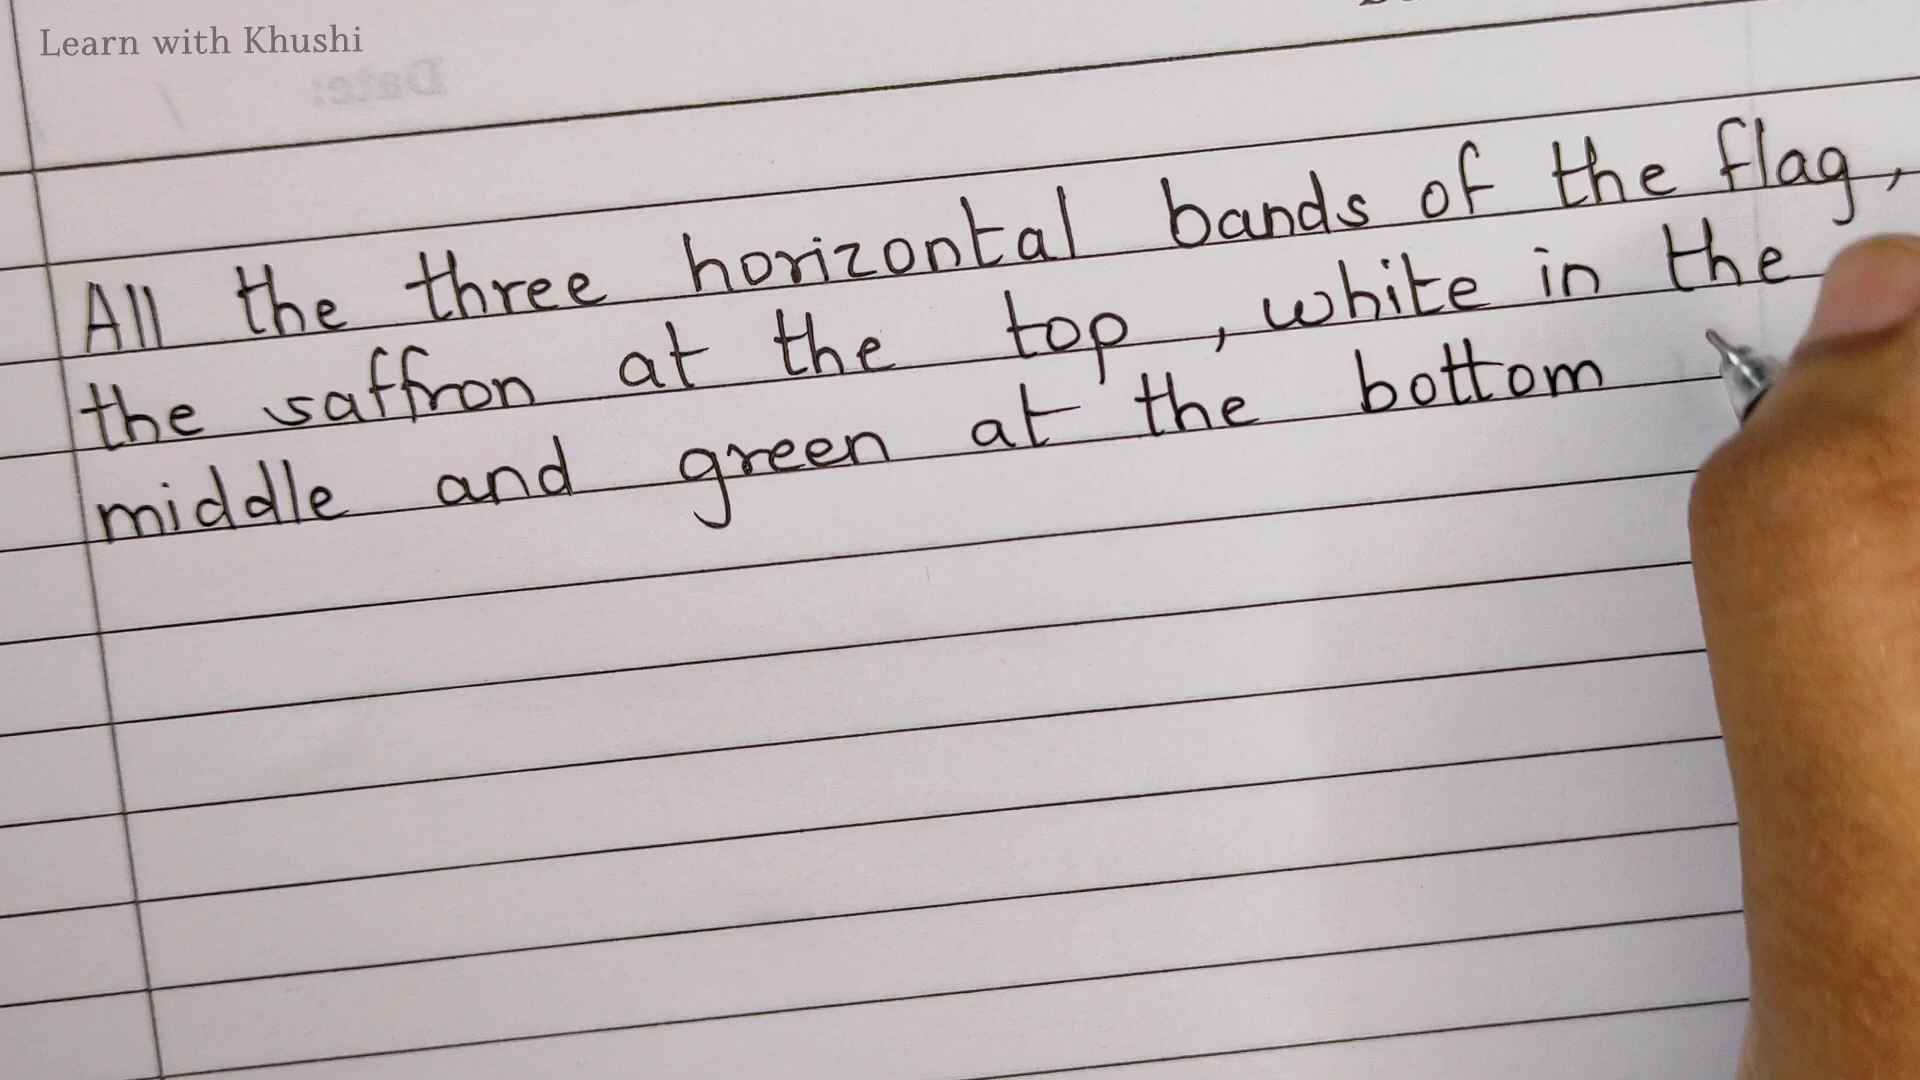 Learn with Khushi
Date:
All the three horizontal bands of the flag,
the saffron at the top, white in the
middle and green at the bottom